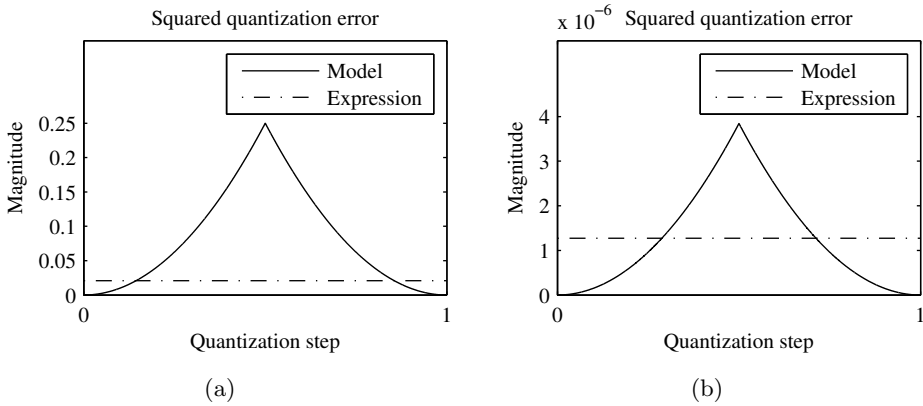 Squared quantization error
Model
Expression
0.25
0.2
0.15
0.1
0.05
0
Magnitude
0
1
Quantization step
(a)
x 10⁻⁶
Squared quantization error
Model
Expression
4
3
2
1
0
Magnitude
0
1
Quantization step
(b)